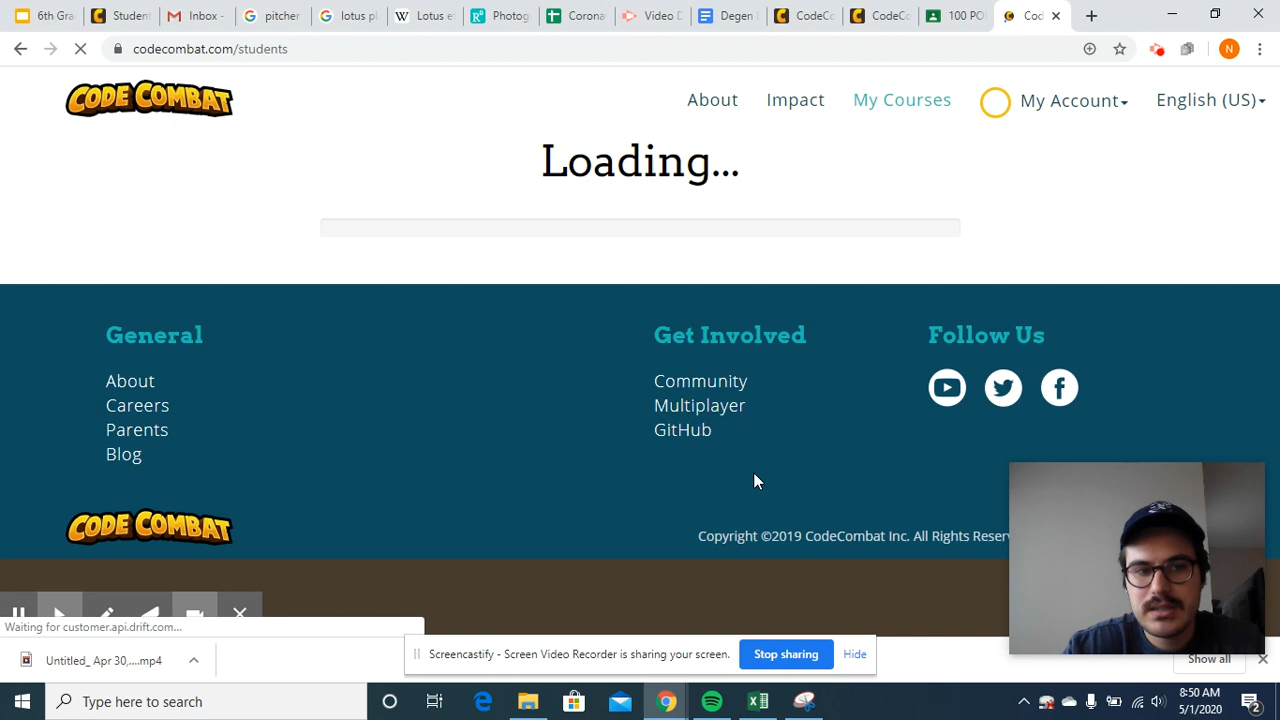 6th Gra
Student
Inbox -
pitche
lotus pl
Lotus e
Photog
Corona
Video D
Degen
CodeCo
CodeCo
100 PO
Cod
codecombat.com/students
CODE COMBAT
About
Impact
My Courses
My Account
English (US)
Loading...
General
About
Careers
Parents
Blog
Get Involved
Community
Multiplayer
GitHub
Follow Us
CODE COMBAT
Copyright ©2019 CodeCombat Inc. All Rights Reser
Waiting for customer.api.drift.com...
Untitled_ Apr 30,....mp4
Screencastify - Screen Video Recorder is sharing your screen.
Stop sharing
Hide
Show all
Type here to search
8:50 AM
5/1/2020